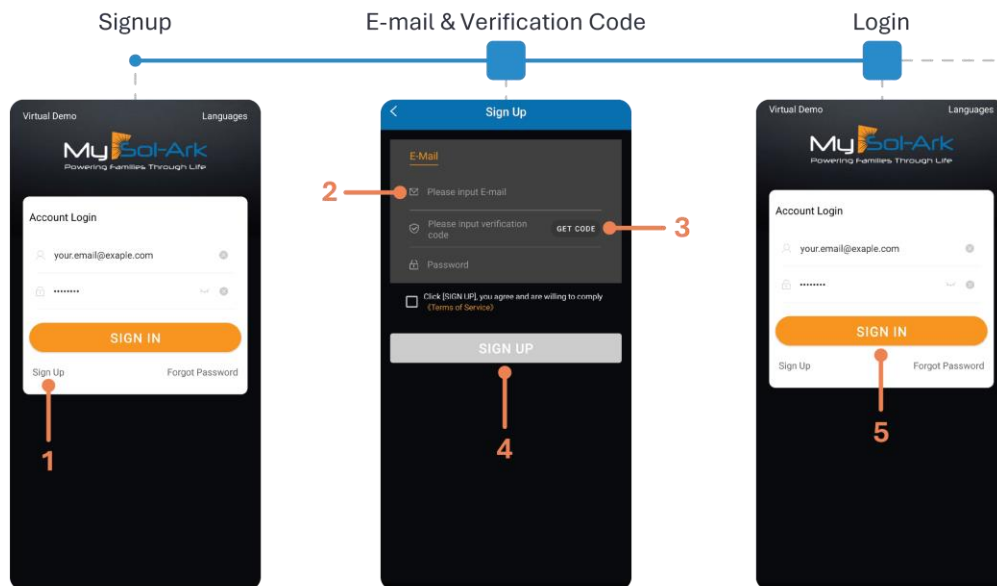 Signup
E-mail & Verification Code
Login
Virtual Demo
Languages
My Sol-Ark
Powering Families Through Life
Account Login
your.email@exaple.com
••••••••
SIGN IN
Sign Up
Forgot Password
1
Sign Up
E-Mail
2
Please input E-mail
Please input verification
code
GET CODE
3
Password
Click [SIGN UP], you agree and are willing to comply
《Terms of Service》
SIGN UP
4
Virtual Demo
Languages
My Sol-Ark
Powering Families Through Life
Account Login
your.email@exaple.com
••••••••
SIGN IN
Sign Up
Forgot Password
5